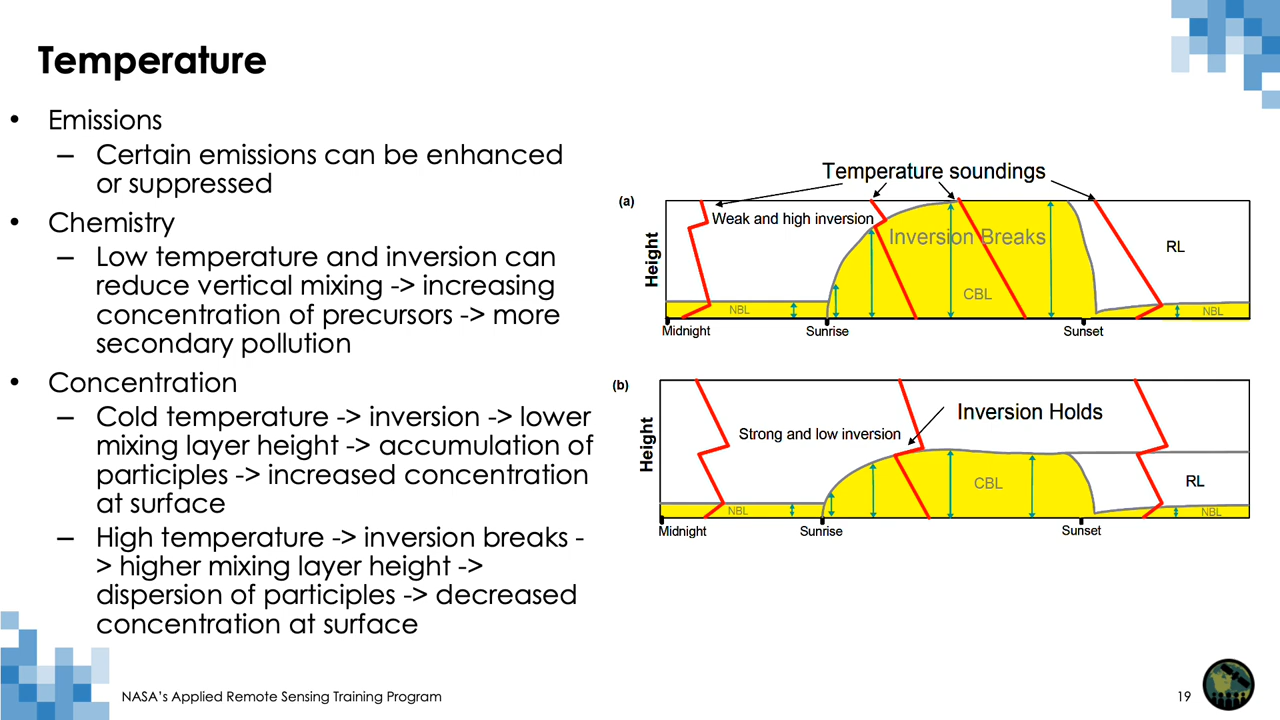 Temperature
• Emissions
– Certain emissions can be enhanced
or suppressed
• Chemistry
– Low temperature and inversion can
reduce vertical mixing -> increasing
concentration of precursors -> more
secondary pollution
• Concentration
– Cold temperature -> inversion -> lower
mixing layer height -> accumulation of
participles -> increased concentration
at surface
– High temperature -> inversion breaks -
> higher mixing layer height ->
dispersion of participles -> decreased
concentration at surface
Temperature soundings
(a)
Weak and high inversion
Inversion Breaks
RL
Height
CBL
NBL
NBL
Midnight
Sunrise
Sunset
(b)
Inversion Holds
Strong and low inversion
Height
CBL
RL
NBL
NBL
Midnight
Sunrise
Sunset
NASA's Applied Remote Sensing Training Program
19